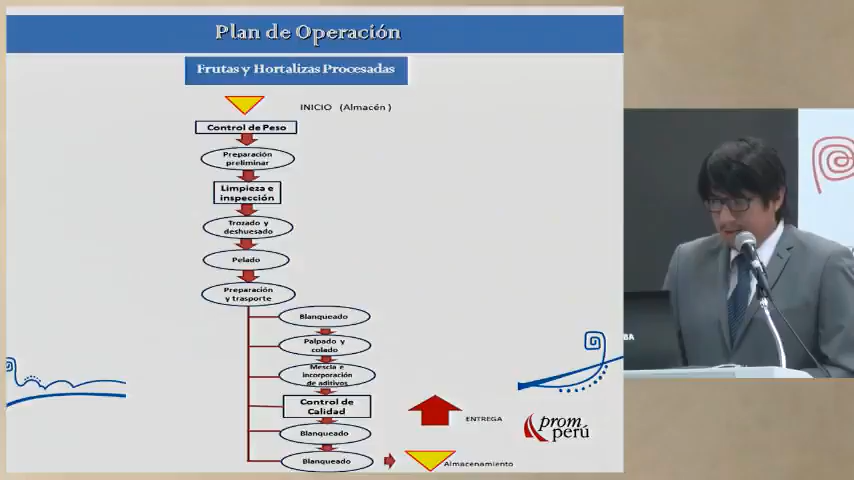 Plan de Operación
Frutas y Hortalizas Procesadas
INICIO (Almacén )
Control de Peso
Preparación
preliminar
Limpieza e
inspección
Trozado y
deshuesado
Pelado
Preparación
y trasporte
Blanqueado
Palpado y
colado
Mescla e
incorporación
de aditivos
Control de
Calidad
Blanqueado
Blanqueado
ENTREGA
Almacenamiento
prom
perú
BA